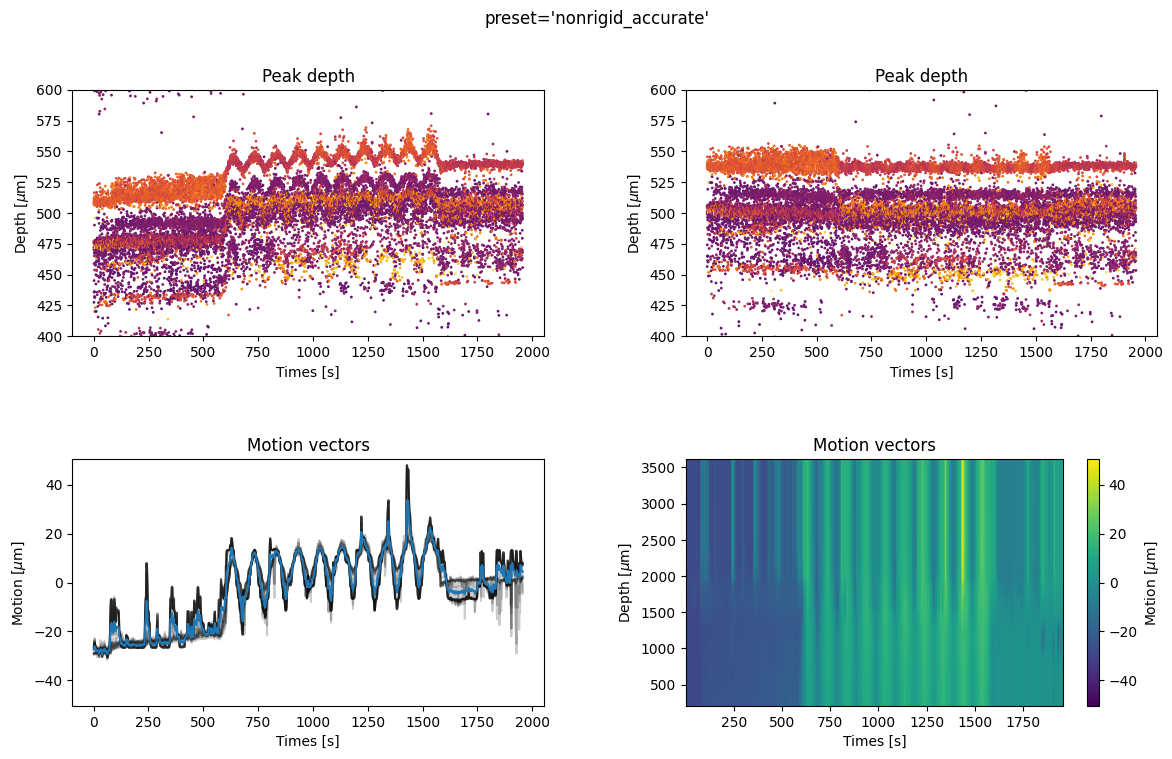 preset='nonrigid_accurate'
Peak depth
Depth [μm]
600
575
550
525
500
475
450
425
400
0 250 500 750 1000 1250 1500 1750 2000
Times [s]
Peak depth
Depth [μm]
600
575
550
525
500
475
450
425
400
0 250 500 750 1000 1250 1500 1750 2000
Times [s]
Motion vectors
Motion [μm]
40
20
0
−20
−40
0 250 500 750 1000 1250 1500 1750 2000
Times [s]
Motion vectors
Depth [μm]
3500
3000
2500
2000
1500
1000
500
250 500 750 1000 1250 1500 1750
Times [s]
40
20
0
−20
−40
Motion [μm]